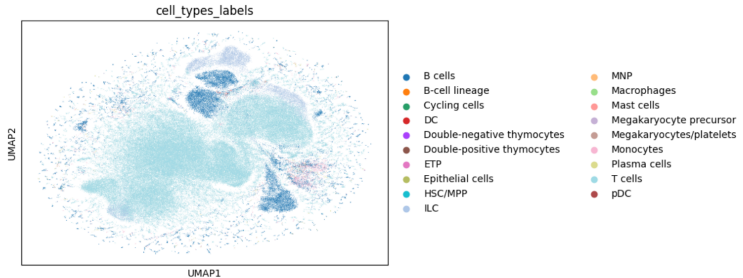 cell_types_labels
UMAP2
UMAP1
B cells
B-cell lineage
Cycling cells
DC
Double-negative thymocytes
Double-positive thymocytes
ETP
Epithelial cells
HSC/MPP
ILC
MNP
Macrophages
Mast cells
Megakaryocyte precursor
Megakaryocytes/platelets
Monocytes
Plasma cells
T cells
pDC